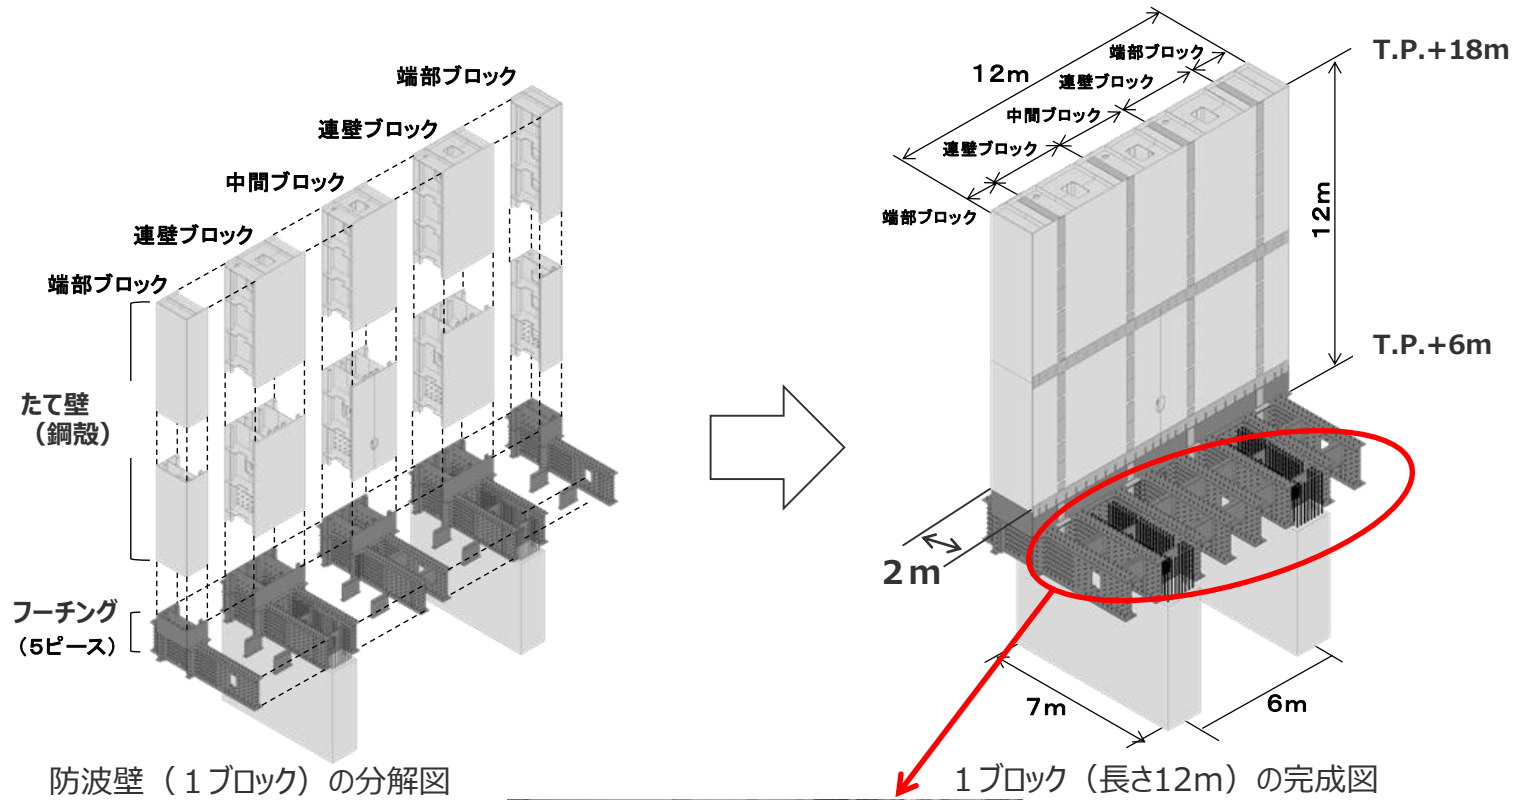 端部ブロック
連壁ブロック
中間ブロック
連壁ブロック
端部ブロック
たて壁
（鋼殻）
フーチング
（5ピース）
防波壁（１ブロック）の分解図
T.P.+18m
端部ブロック
12m
連壁ブロック
中間ブロック
連壁ブロック
端部ブロック
12m
T.P.+6m
2m
7m
6m
１ブロック（長さ12m）の完成図